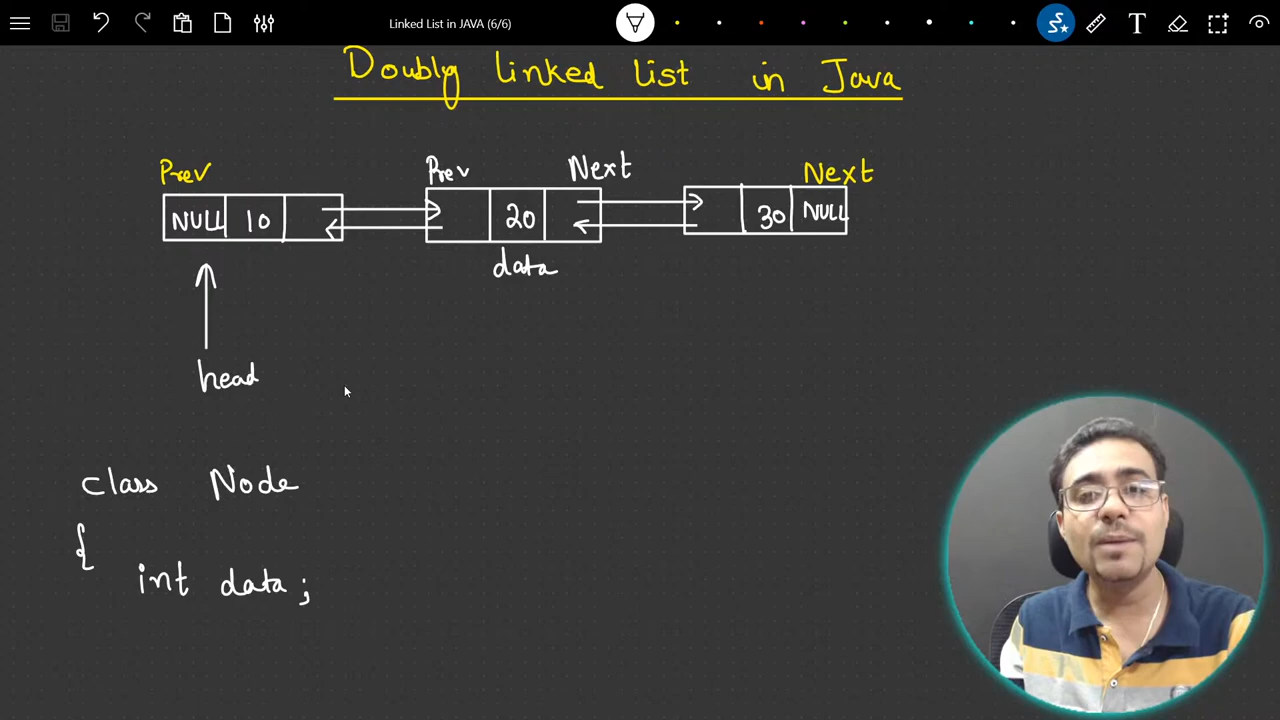 Linked List in JAVA (6/6)
T
Doubly linked list in Java
Prev Prev Next Next
NULL 10 20 30 NULL
data
head
class Node
{
int data;